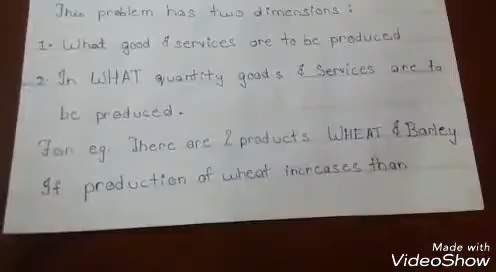 This problem has two dimensions:
1. What good & services are to be produced
2. In WHAT quantity goods & services are to
be produced.
For eg. There are 2 products WHEAT & Barley
If production of wheat increases than
Made with
VideoShow